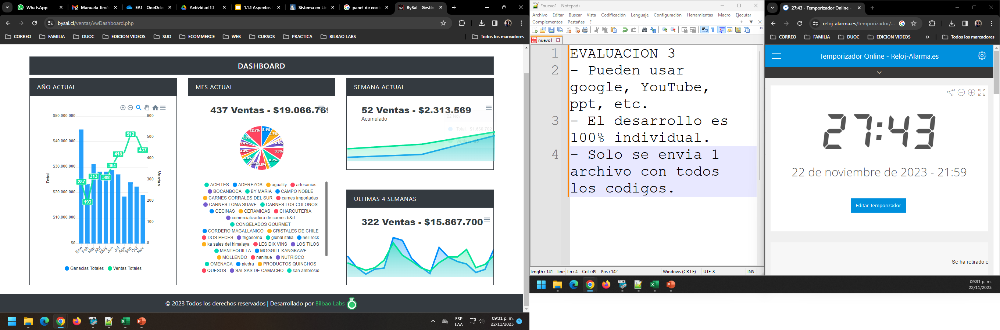 WhatsApp
Manuela Jimé
EA1 - OneDriv
Actividad 1.1 -
1.1.1 Aspectos
Sistema en Lír
panel de cont
BySal - Gestio
bysal.cl/ventas/vwDashboard.php
CORREO FAMILIA DUOC EDICION VIDEOS SUD ECOMMERCE WEB CURSOS PRACTICA BILBAO LABS Todos los marcadores
DASHBOARD
AÑO ACTUAL
$50.000.000 600
512 500
$40.000.000
437
418 400
$30.000.000
364
313
308
287
300
Total
Ventas
$20.000.000
193 200
$10.000.000
100
$0 0
Ene Feb Mar Abr May Jun Jul Ago Sep Oct Nov
Ganacias Totales Ventas Totales
MES ACTUAL
437 Ventas - $19.066.769
12.7% 8.1%
9.3%
8.7%
ACEITES ADEREZOS aguality artesanias
BOCANBOCA BY MARIA CAMPO NOBLE
CARNES CORRALES DEL SUR carnes importadas
CARNES LOMA SUAVE CARNES LOS COLONOS
CECINAS CERAMICAS CHARCUTERIA
comercializadora de carnes b&d
CONGELADOS GOURMET
CORDERO MAGALLANICO CRISTALES DE CHILE
DOS PECES frigosorno global italia hell rock
ka sales del himalaya LES DIX VINS LOS TILOS
MANTEQUILLA MOGGILL KANGKAWE
MOLLENDO nanihue NUTRISCO
OMENACA piedra PRODUCTOS QUINCHOS
QUESOS SALSAS DE CAMACHO san ambrosio
SEMANA ACTUAL
52 Ventas - $2.313.569
Acumulado
22 Nov
Total: $1.630.702
ULTIMAS 4 SEMANAS
322 Ventas - $15.867.700
© 2023 Todos los derechos reservados | Desarrollado por Bilbao Labs
ESP
LAA
09:31 p. m.
22/11/2023
1
*nuevo1 - Notepad++
Archivo Editar Buscar Vista Codificación Lenguaje Configuración Herramientas Macro Ejecutar
Complementos Pestañas ?
nuevo1
1 EVALUACION 3
2 - Pueden usar
google, YouTube,
ppt, etc.
3 - El desarrollo es
100% individual.
4 - Solo se envia 1
archivo con todos
los codigos.
length : 141 lines Ln : 4 Col : 49 Pos : 142 Windows (CR LF) UTF-8 INS
27:43 - Temporizador Online -
reloj-alarma.es/temporizador/...
CORREO FAMILIA DUOC EDICION VIDEOS » Todos los marcadores
Temporizador Online - Reloj-Alarma.es
27:43
22 de noviembre de 2023 - 21:59
Editar Temporizador
Se ha retirado e
09:31 p. m.
22/11/2023